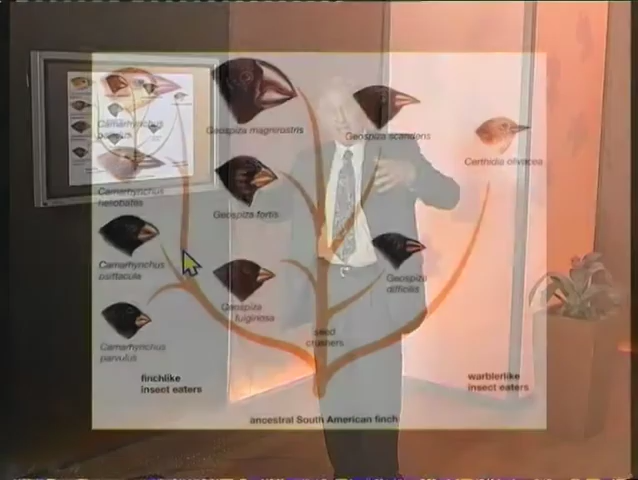 Geospiza magnirostris
Geospiza scandens
Certhidia olivacea
Camarhynchus
Geospiza fortis
Camarhynchus
psittacula
Geospiza
difficilis
Geospiza
fuliginosa
seed
crushers
Camarhynchus
parvulus
finchlike
insect eaters
warblerlike
insect eaters
ancestral South American finch